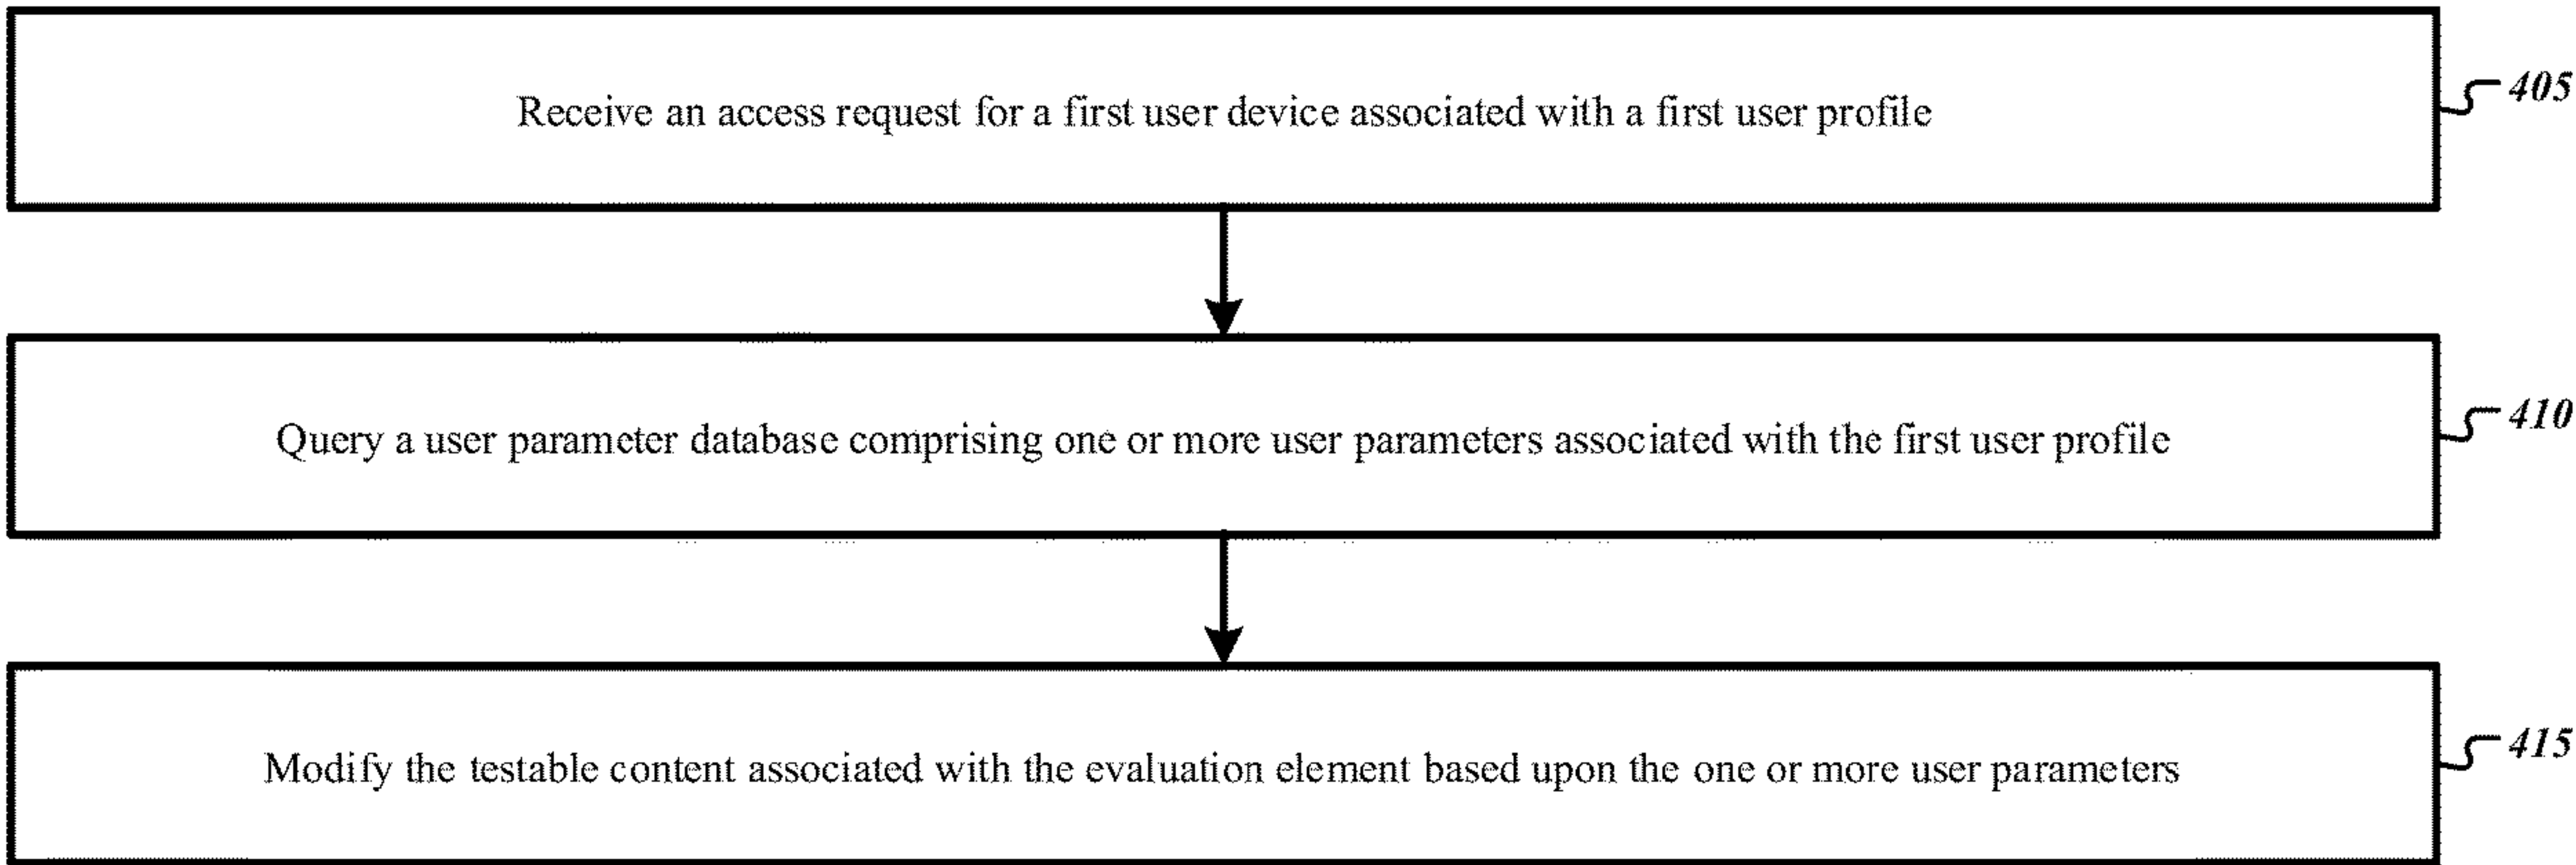 Receive an access request for a first user device associated with a first user profile
405
Query a user parameter database comprising one or more user parameters associated with the first user profile
410
Modify the testable content associated with the evaluation element based upon the one or more user parameters
415